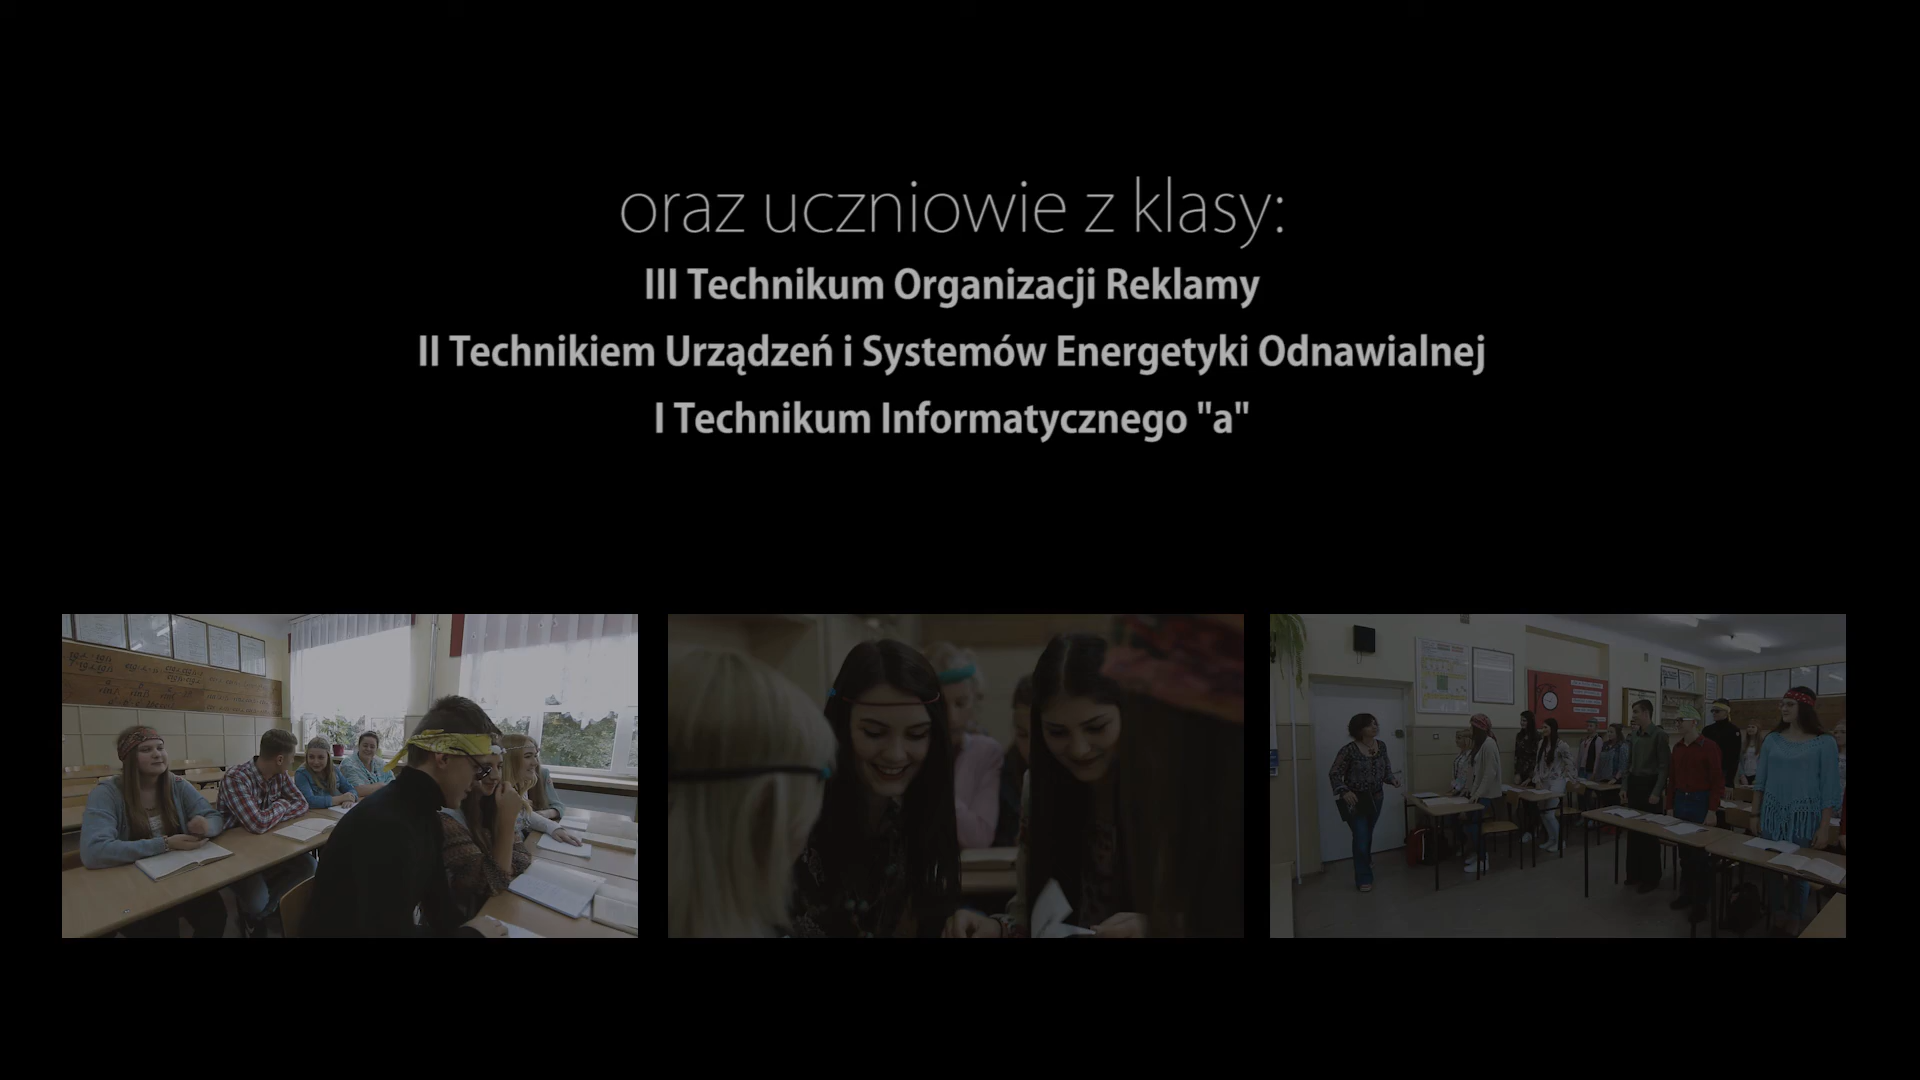 oraz uczniowie z klasy:
III Technikum Organizacji Reklamy
II Technikiem Urządzeń i Systemów Energetyki Odnawialnej
I Technikum Informatycznego "a"